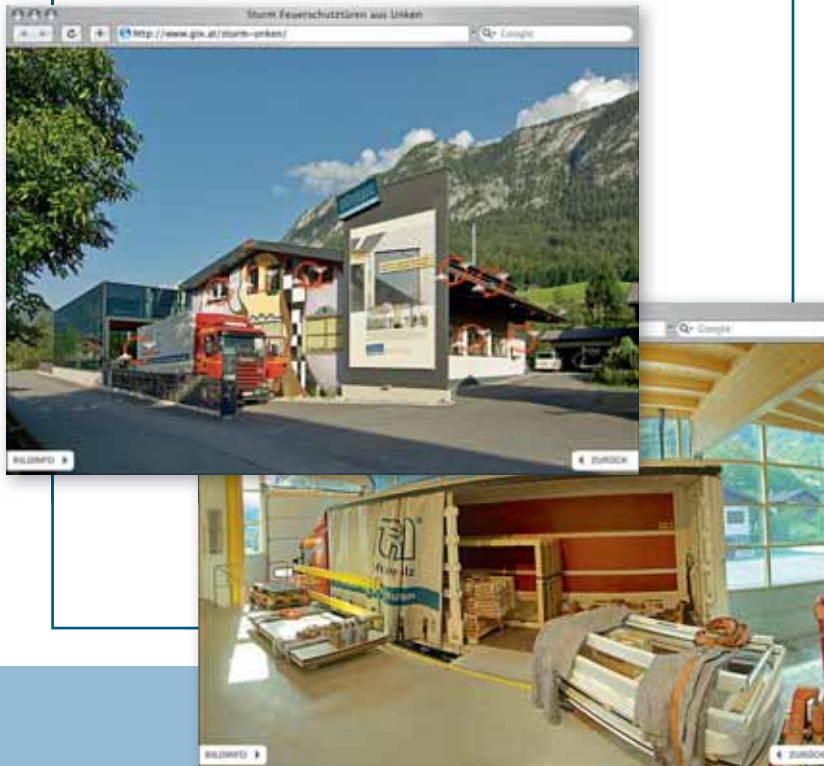 Sturm Feuerschutztüren aus Unken
http://www.gix.at/sturm-unken/
Google
BILDINFO
ZURÜCK
Google
BILDINFO
ZURÜCK